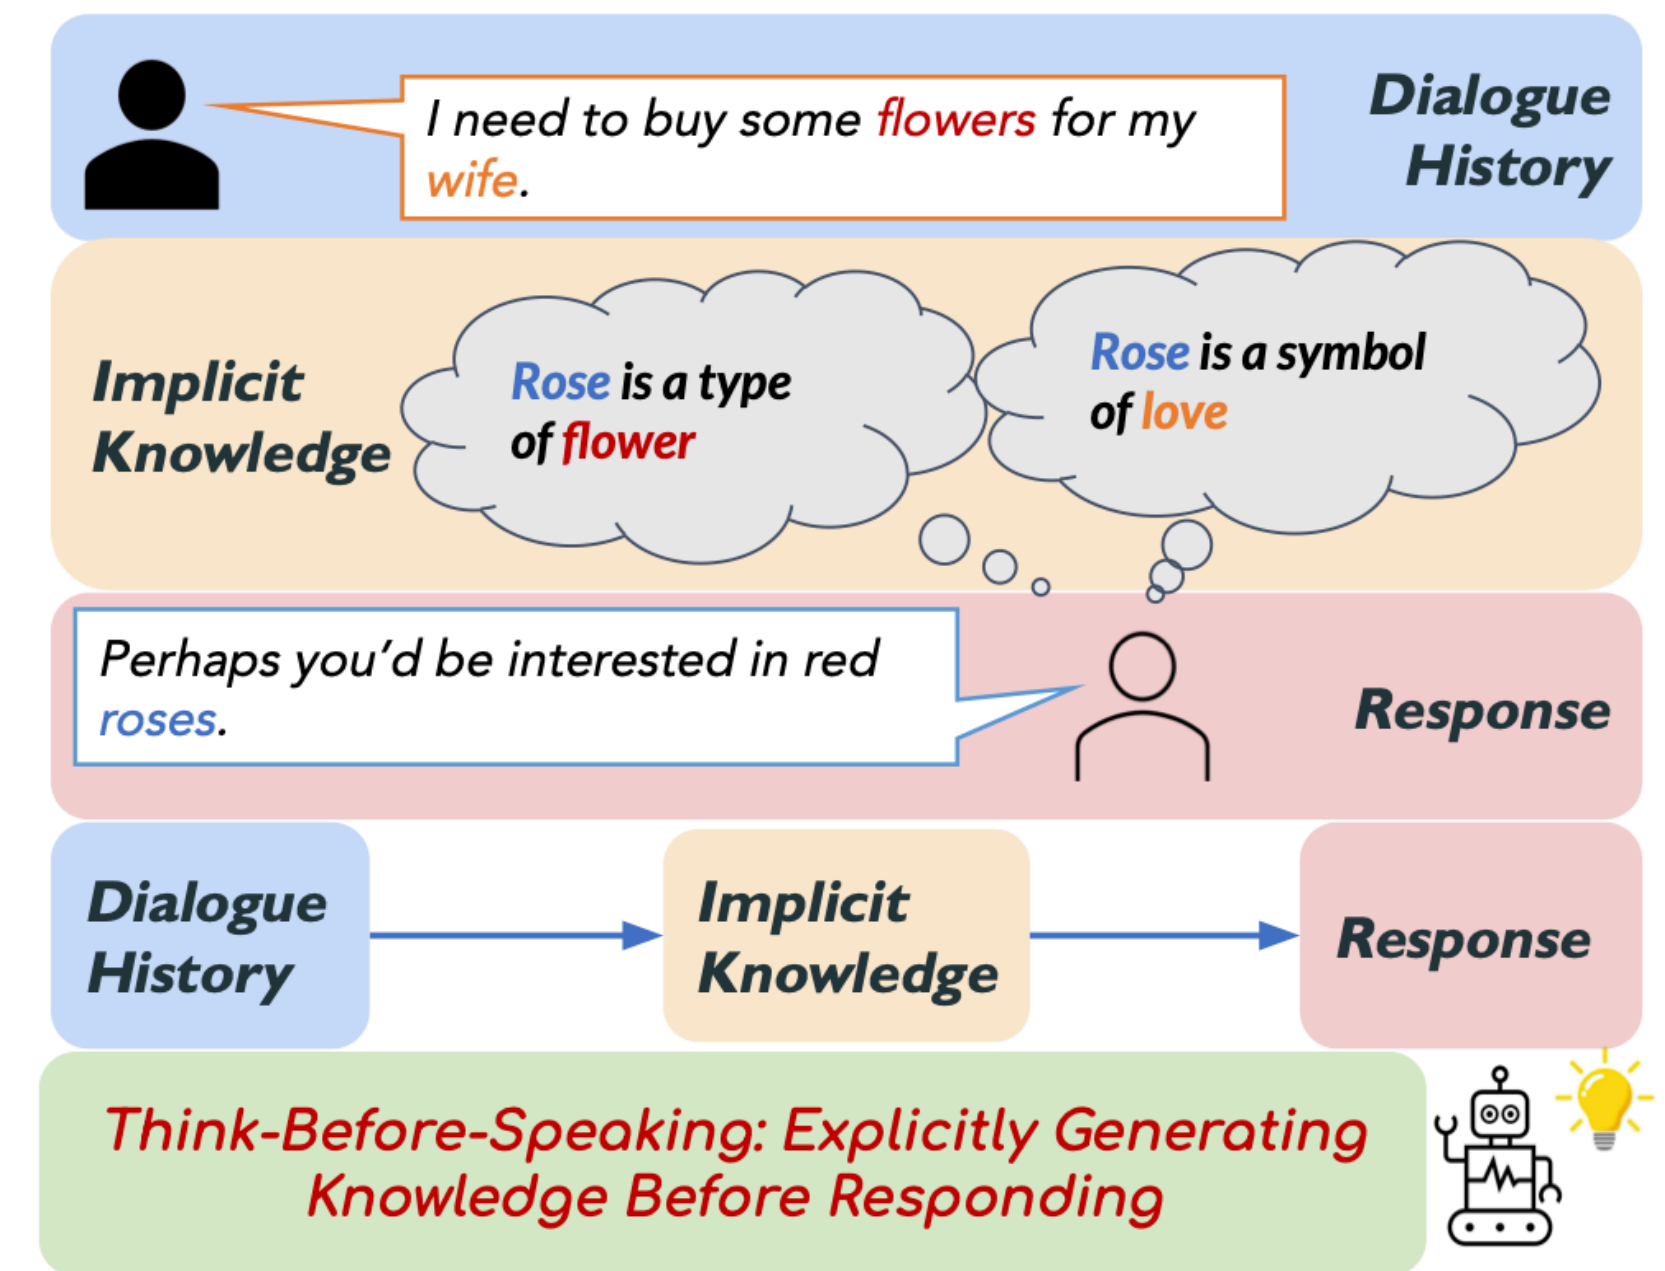 I need to buy some flowers for my
wife.
Dialogue
History
Implicit
Knowledge
Rose is a type
of flower
Rose is a symbol
of love
Perhaps you'd be interested in red
roses.
Response
Dialogue
History
Implicit
Knowledge
Response
Think-Before-Speaking: Explicitly Generating
Knowledge Before Responding